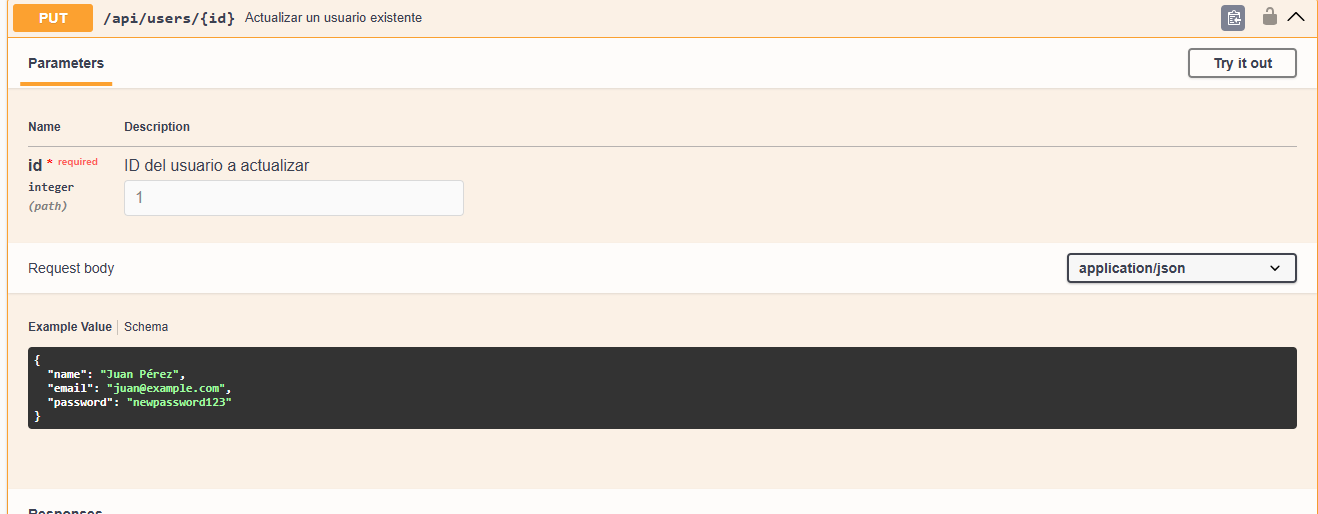 PUT /api/users/{id} Actualizar un usuario existente
Parameters Try it out
Name Description
id * required ID del usuario a actualizar
integer 1
(path)
Request body application/json
Example Value Schema
{
"name": "Juan Pérez",
"email": "juan@example.com",
"password": "newpassword123"
}
Responses